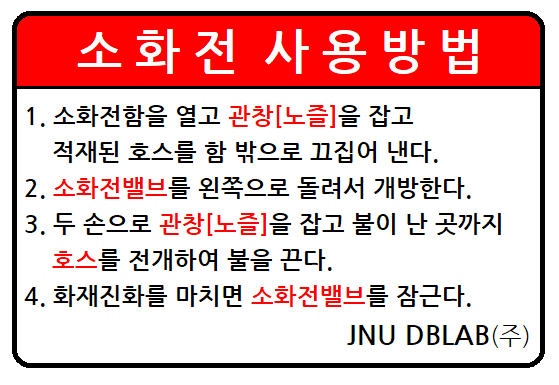 소화전 사용방법
1. 소화전함을 열고 관창[노즐]을 잡고
적재된 호스를 함 밖으로 끄집어 낸다.
2. 소화전밸브를 왼쪽으로 돌려서 개방한다.
3. 두 손으로 관창[노즐]을 잡고 불이 난 곳까지
호스를 전개하여 불을 끈다.
4. 화재진화를 마치면 소화전밸브를 잠근다.
JNU DBLAB(주)